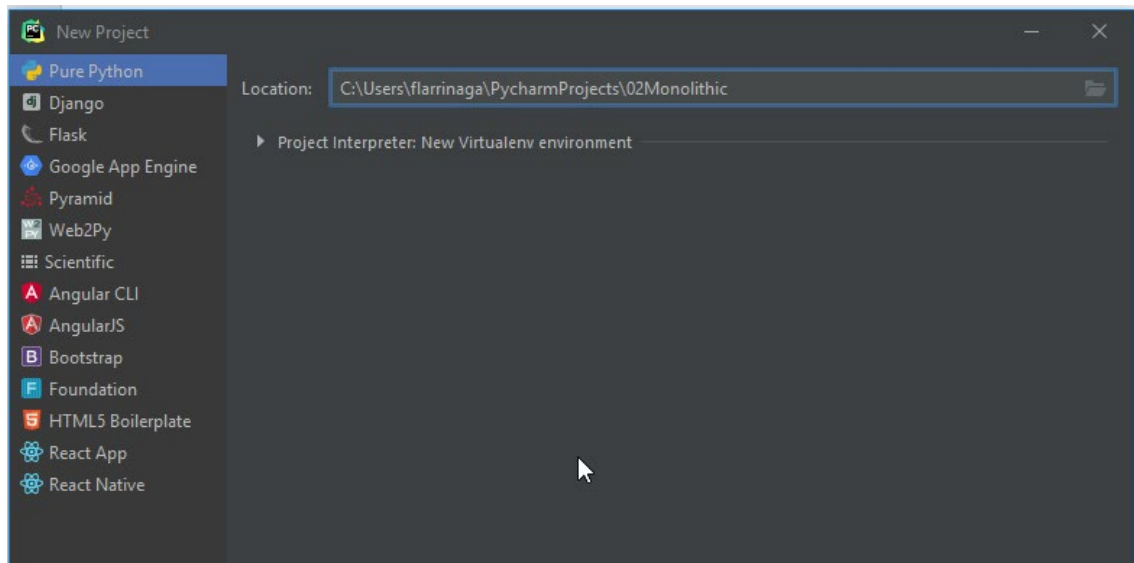 New Project
Pure Python
Django
Flask
Google App Engine
Pyramid
Web2Py
Scientific
Angular CLI
AngularJS
Bootstrap
Foundation
HTML5 Boilerplate
React App
React Native
Location: C:\Users\flarrinaga\PycharmProjects\02Monolithic
Project Interpreter: New Virtualenv environment